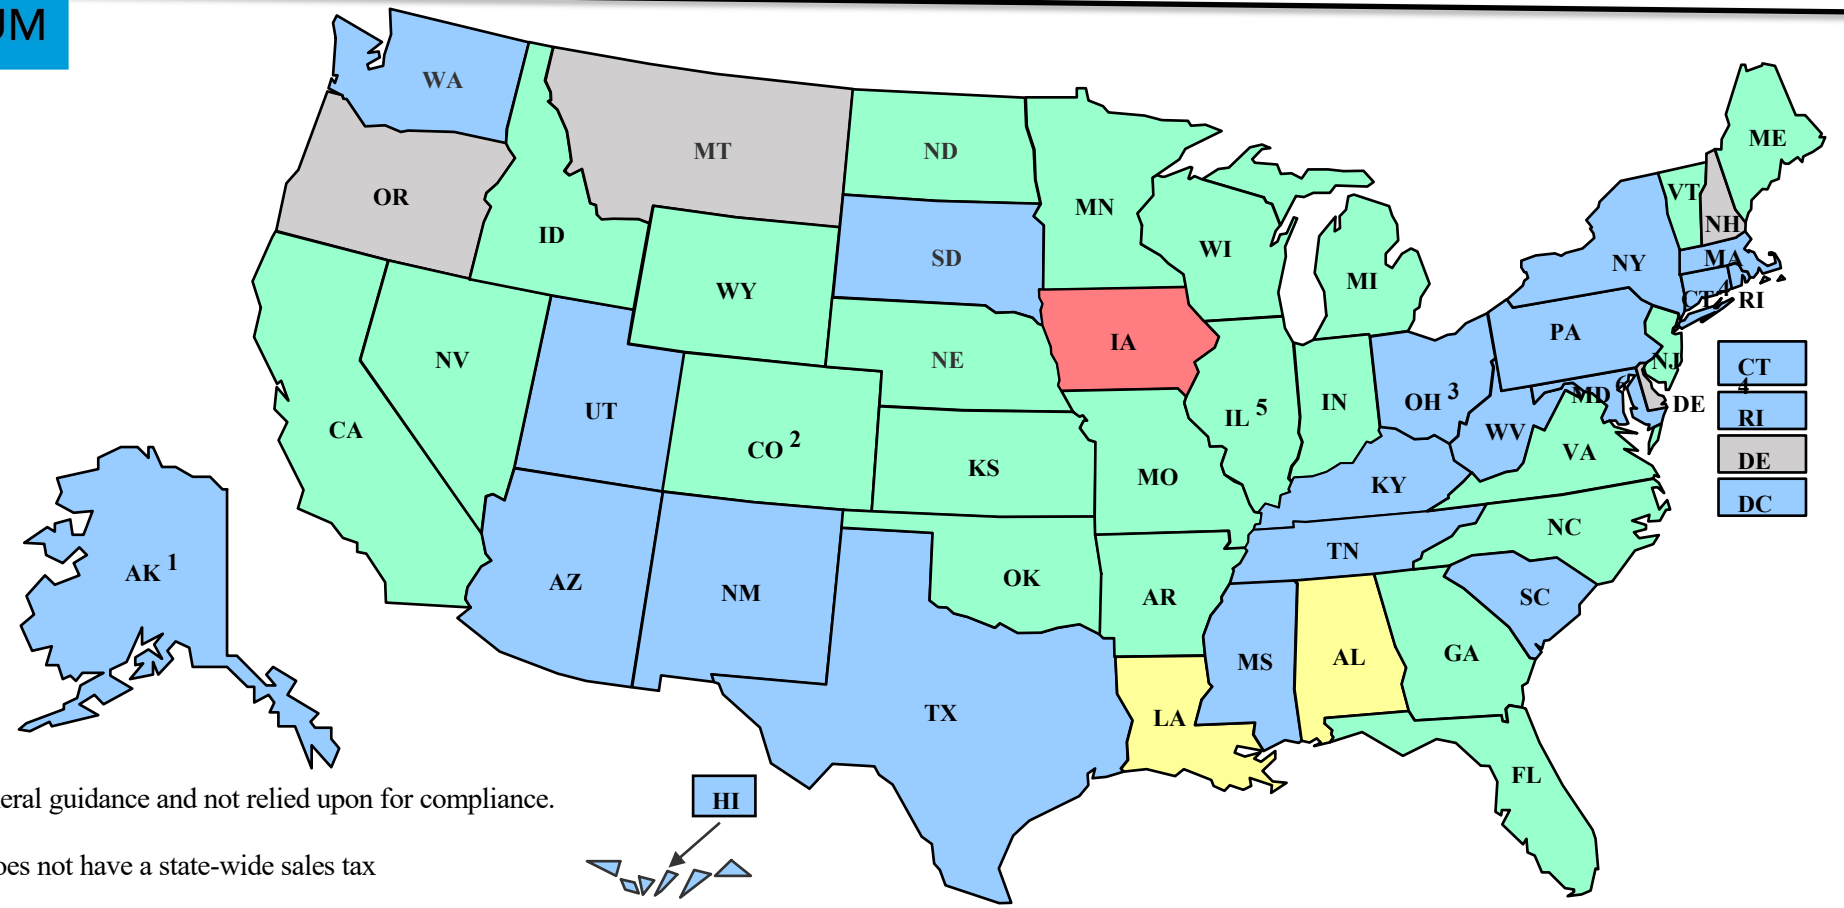 UM
WA
MT
ND
MN
ME
VT
NH
OR
ID
WY
SD
WI
MI
NY
MA
CT 4
RI
NV
UT
CO 2
NE
IA
IL 5
IN
OH 3
PA
NJ
MD 6
DE
CT
4
RI
DE
DC
CA
KS
MO
KY
WV
VA
NC
AK 1
AZ
NM
OK
AR
TN
SC
TX
LA
MS
AL
GA
FL
HI
eral guidance and not relied upon for compliance.
oes not have a state-wide sales tax